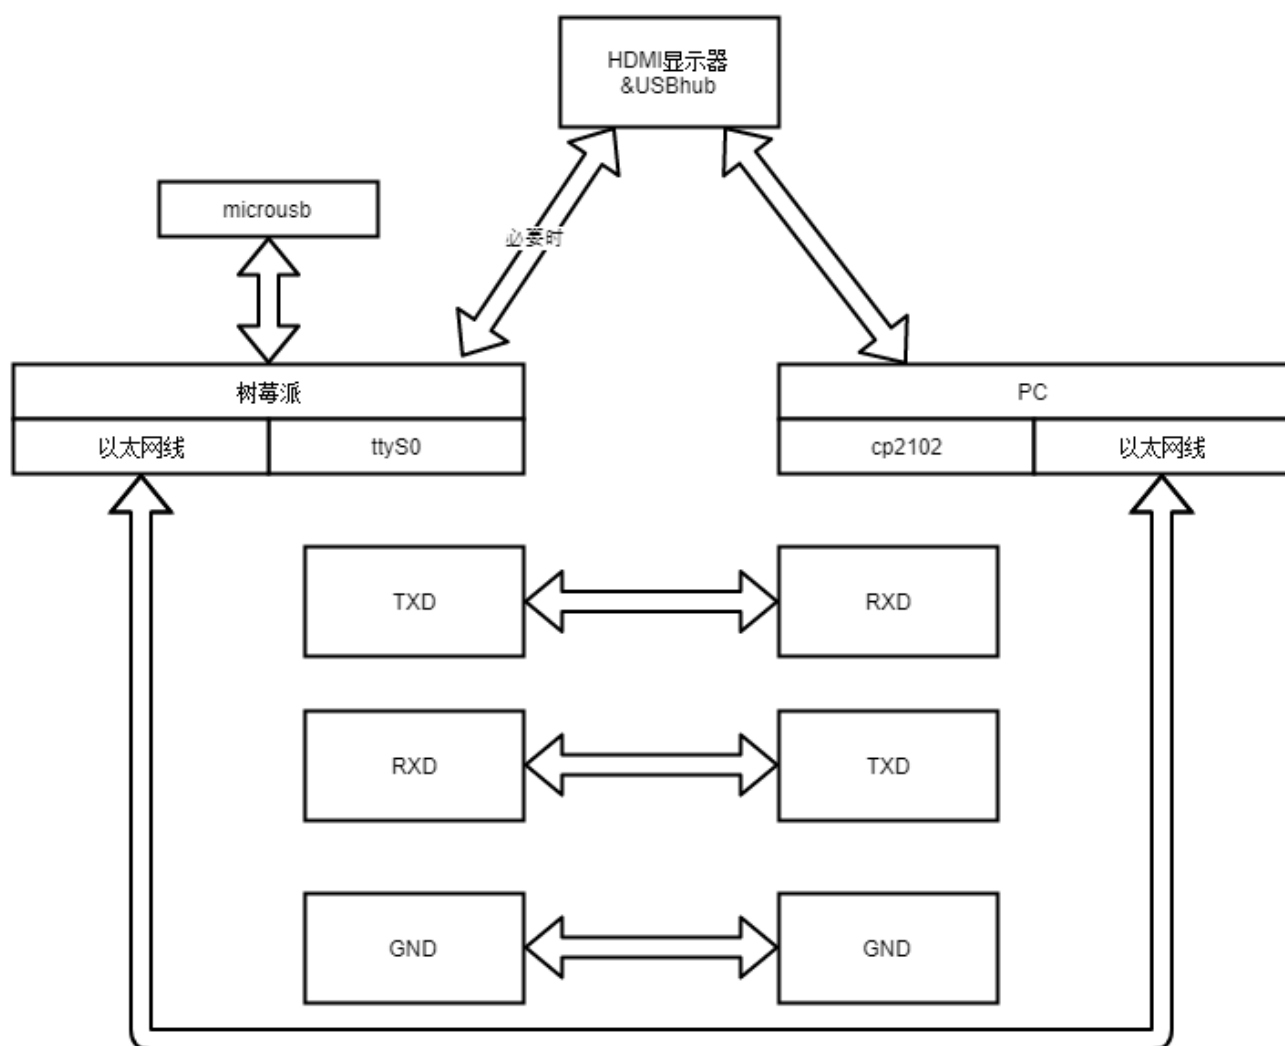 HDMI显示器
&USBhub
microusb
必要时
树莓派
PC
以太网线
ttyS0
cp2102
以太网线
TXD
RXD
RXD
TXD
GND
GND